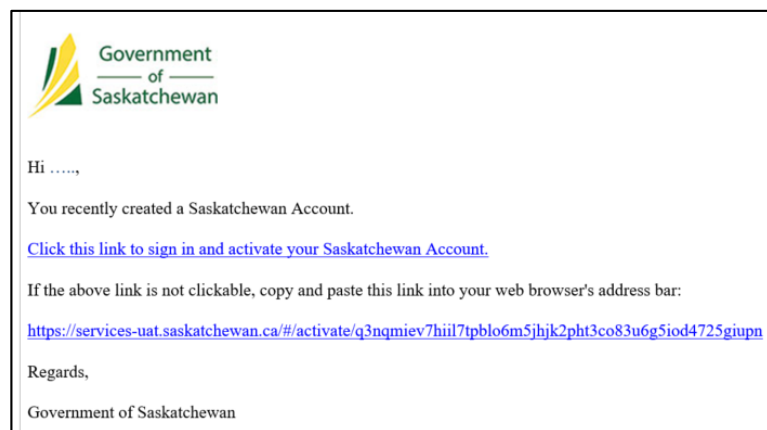 Government
of
Saskatchewan
Hi .....,
You recently created a Saskatchewan Account.
Click this link to sign in and activate your Saskatchewan Account.
If the above link is not clickable, copy and paste this link into your web browser's address bar:
https://services-uat.saskatchewan.ca/#/activate/q3nqmiev7hiil7tpblo6m5jhjk2pht3co83u6g5iod4725giupn
Regards,
Government of Saskatchewan